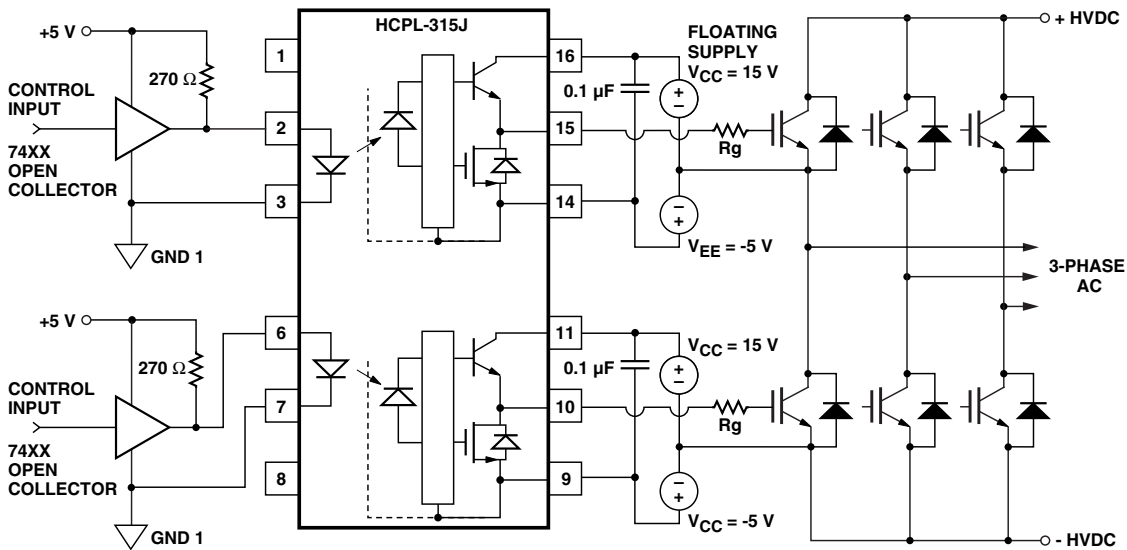 HCPL-315J
+5 V
270 Ω
CONTROL
INPUT
74XX
OPEN
COLLECTOR
GND 1
1
2
3
16
15
14
0.1 µF
FLOATING
SUPPLY
VCC = 15 V
Rg
VEE = -5 V
+ HVDC
3-PHASE
AC
+5 V
270 Ω
CONTROL
INPUT
74XX
OPEN
COLLECTOR
GND 1
6
7
8
11
10
9
0.1 µF
VCC = 15 V
Rg
VCC = -5 V
- HVDC